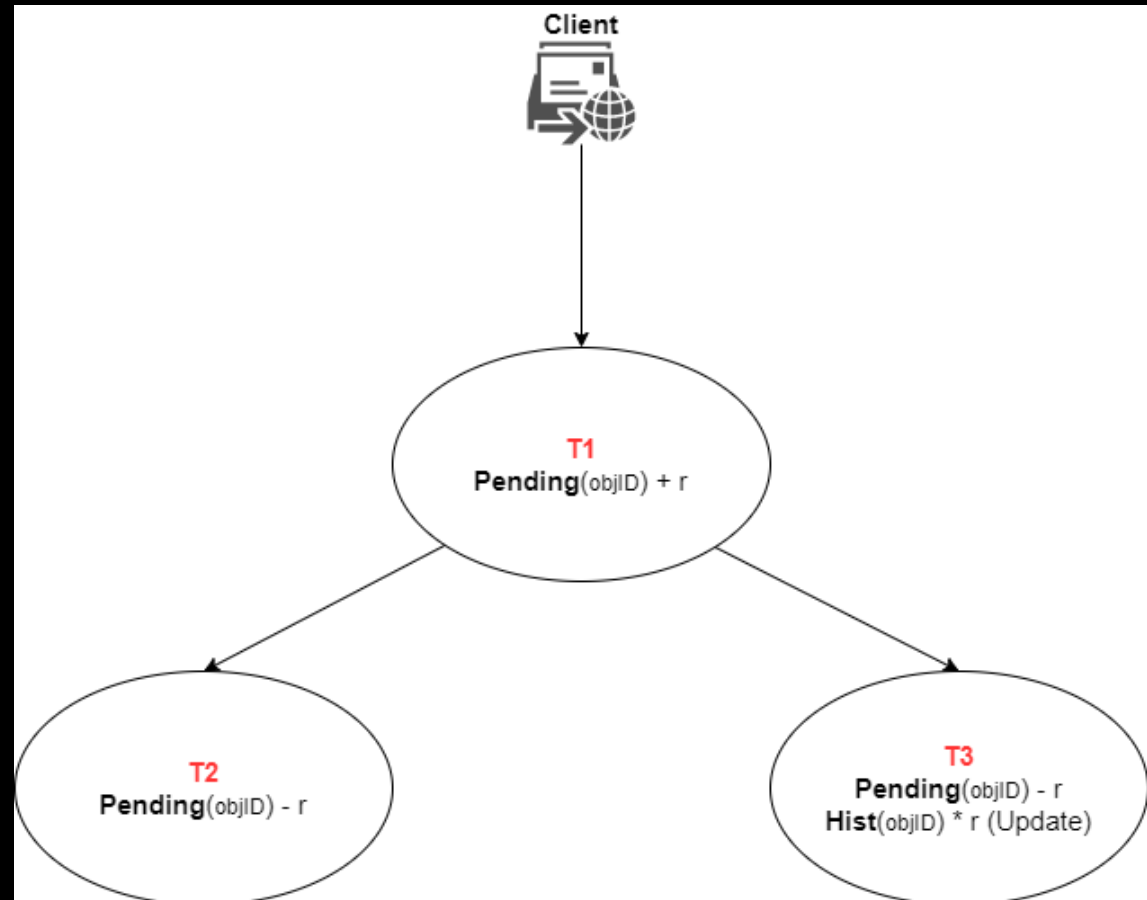 Client
T1
Pending(objID) + r
T2
Pending(objID) - r
T3
Pending(objID) - r
Hist(objID) * r (Update)